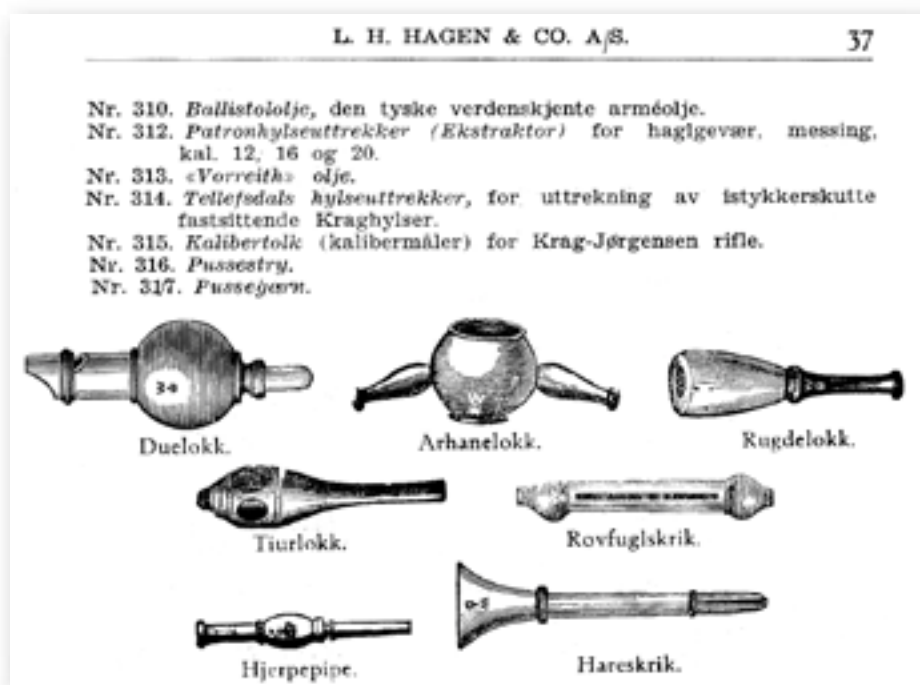 L. H. HAGEN & CO. A/S. 37
Nr. 310. Ballistololje, den tyske verdenskjente arméolje.
Nr. 312. Patronhylseuttrekker (Ekstraktor) for haglgevær, messing,
kal. 12, 16 og 20.
Nr. 313. «Vorreith» olje.
Nr. 314. Tellefsdals hylseuttrekker, for uttrekning av istykkerskutte
fastsittende Kraghylser.
Nr. 315. Kalibertolk (kalibermåler) for Krag-Jørgensen rifle.
Nr. 316. Pussestry.
Nr. 317. Pussegarn.
30
Duelokk. Arhanelokk. Rugdelokk.
Tiurlokk. Rovfuglskrik.
Hjerpepipe. Hareskrik.